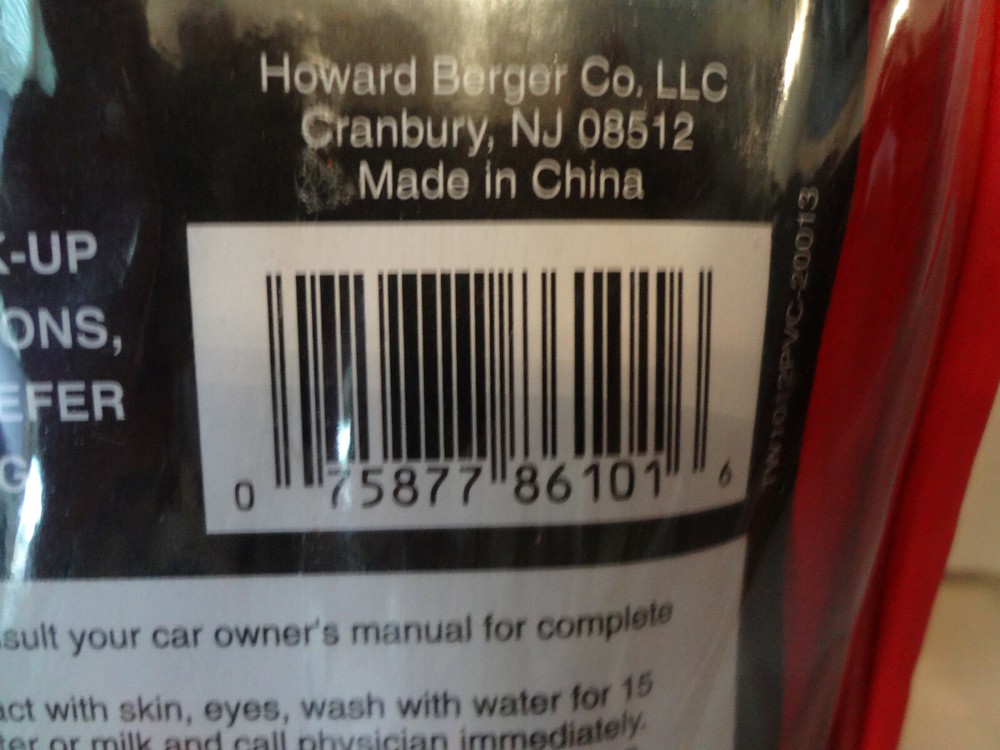 Howard Berger Co. LLC
Cranbury, NJ 08512
Made in China
K-UP
ONS,
EFER
G
0 75877 86101 6
sult your car owner's manual for complete
act with skin, eyes, wash with water for 15
ter or milk and call physician immediately.